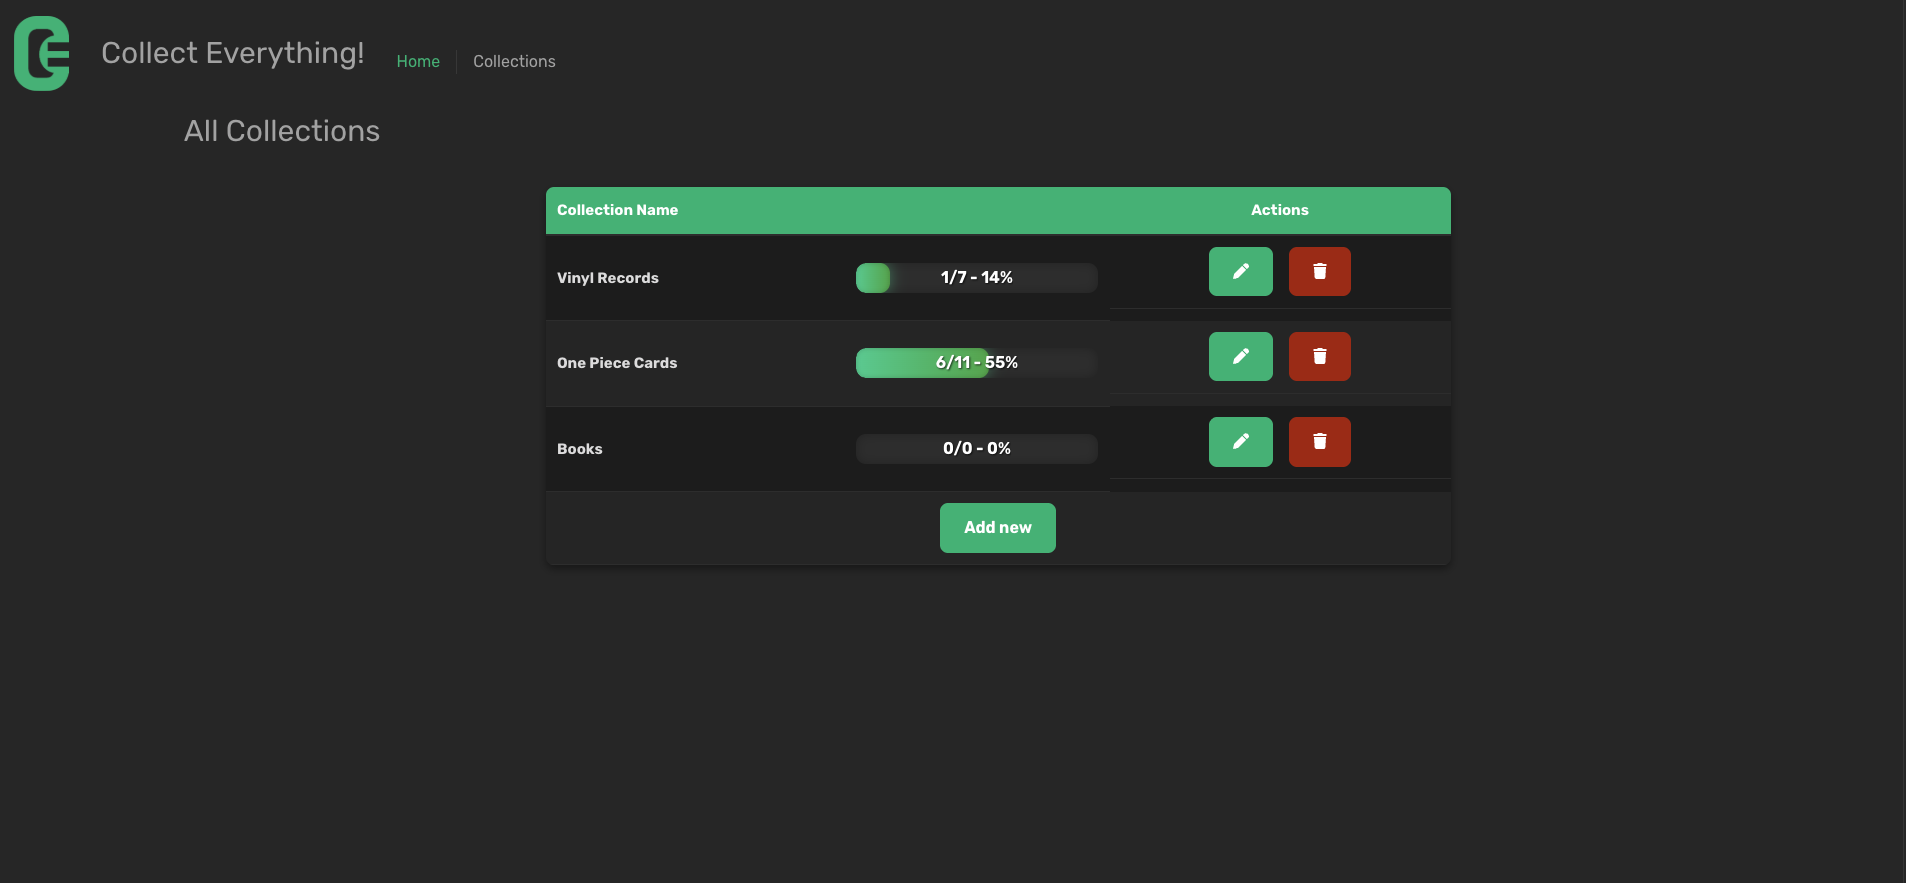 Collect Everything!
Home
Collections
All Collections
Collection Name
Actions
Vinyl Records
1/7 - 14%
One Piece Cards
6/11 - 55%
Books
0/0 - 0%
Add new